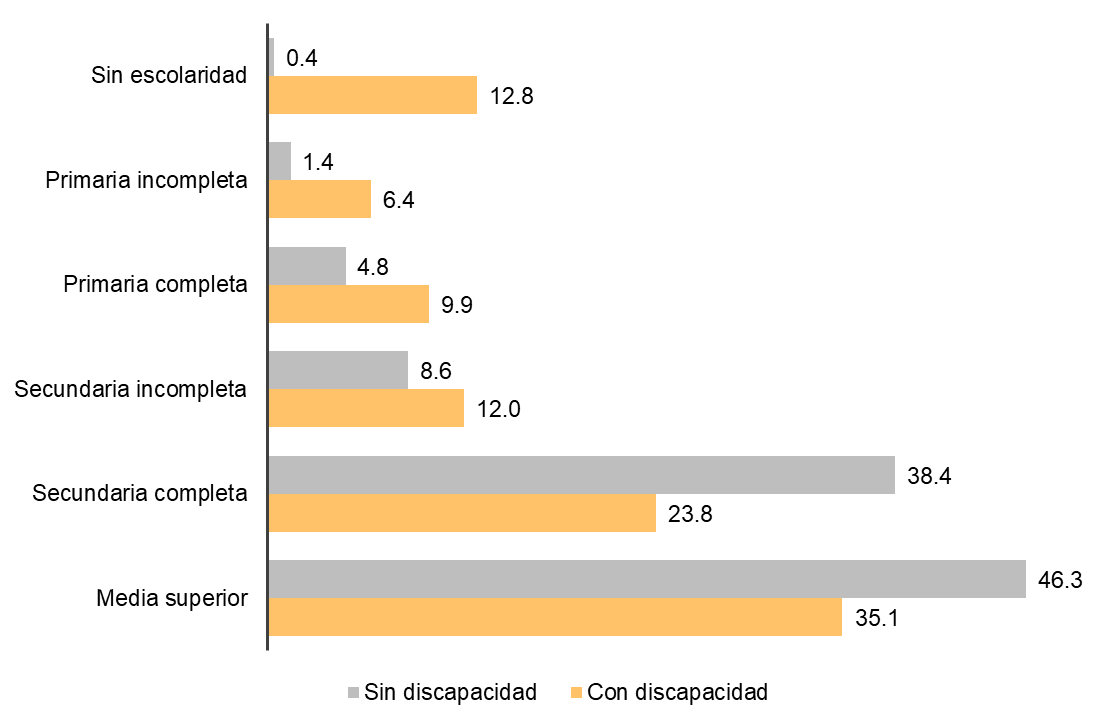 0.4
Sin escolaridad
12.8
1.4
Primaria incompleta
6.4
4.8
Primaria completa
9.9
8.6
Secundaria incompleta
12.0
38.4
Secundaria completa
23.8
46.3
Media superior
35.1
Sin discapacidad Con discapacidad